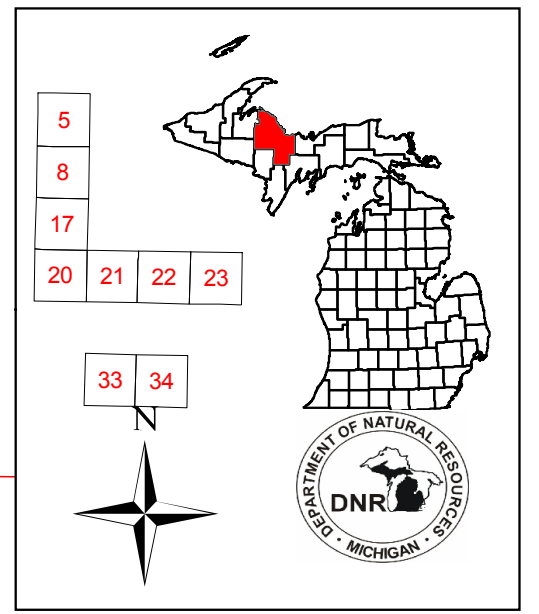 5
8
17
20 21 22 23
33 34
N
DEPARTMENT OF NATURAL RESOURCES
DNR
• MICHIGAN •